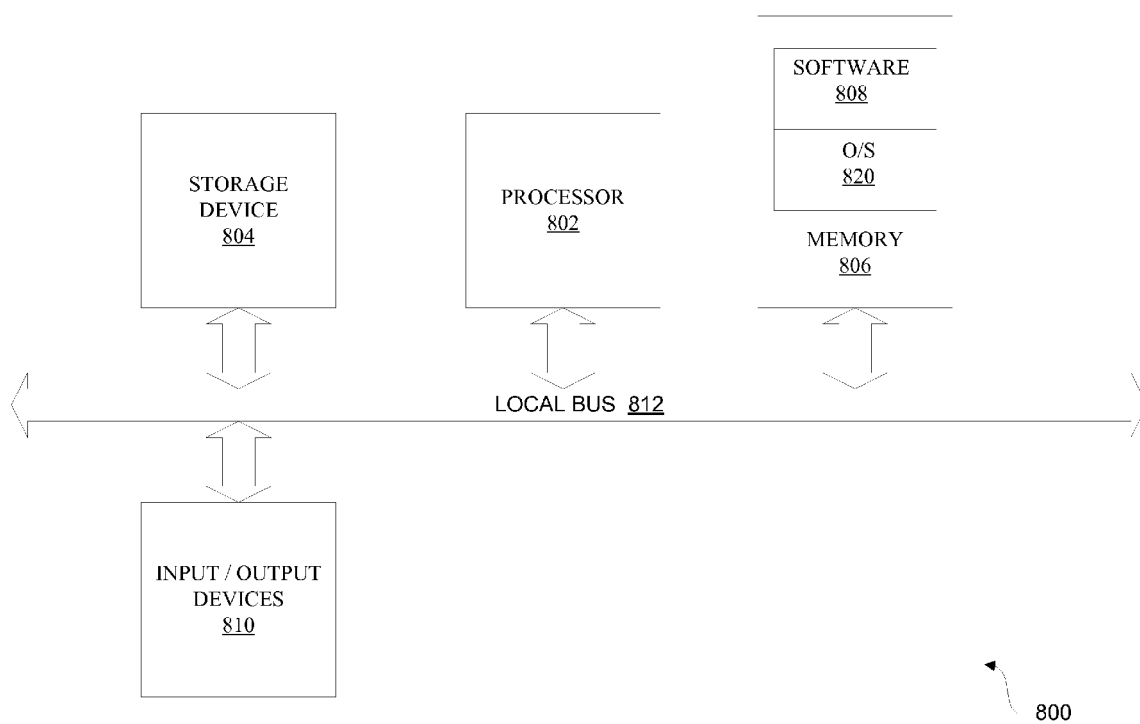 SOFTWARE
808
O/S
820
MEMORY
806
STORAGE
DEVICE
804
PROCESSOR
802
LOCAL BUS 812
INPUT / OUTPUT
DEVICES
810
800